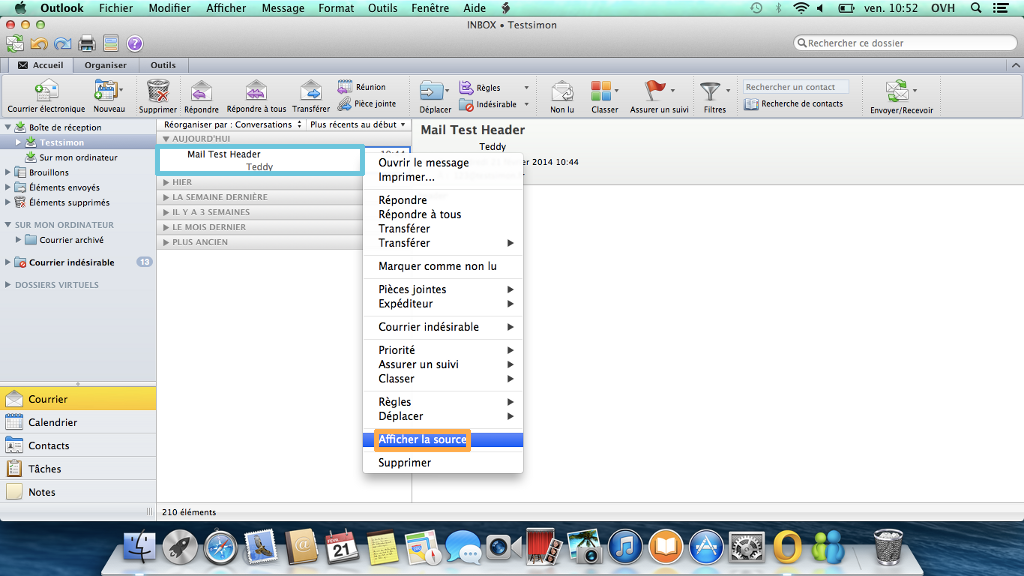 Outlook Fichier Modifier Afficher Message Format Outils Fenêtre Aide ven. 10:52 OVH
INBOX • Testsimon
Rechercher ce dossier
Accueil Organiser Outils
Courrier électronique Nouveau Supprimer Répondre Répondre à tous Transférer Réunion Pièce jointe Déplacer Règles Indésirable Non lu Classer Assurer un suivi Filtres Rechercher un contact Recherche de contacts Envoyer/Recevoir
Boîte de réception
Testsimon
Sur mon ordinateur
Brouillons
Éléments envoyés
Éléments supprimés
SUR MON ORDINATEUR
Courrier archivé
Courrier indésirable 13
DOSSIERS VIRTUELS
Courrier
Calendrier
Contacts
Tâches
Notes
Réorganiser par : Conversations Plus récents au début
AUJOURD'HUI
Mail Test Header
Teddy
HIER
LA SEMAINE DERNIÈRE
IL Y A 3 SEMAINES
LE MOIS DERNIER
PLUS ANCIEN
210 éléments
Mail Test Header
Teddy
2014 10:44
Ouvrir le message
Imprimer...
Répondre
Répondre à tous
Transférer
Transférer
Marquer comme non lu
Pièces jointes
Expéditeur
Courrier indésirable
Priorité
Assurer un suivi
Classer
Règles
Déplacer
Afficher la source
Supprimer
21